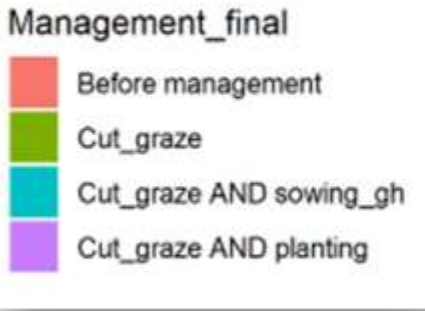 Management_final
Before management
Cut_graze
Cut_graze AND sowing_gh
Cut_graze AND planting